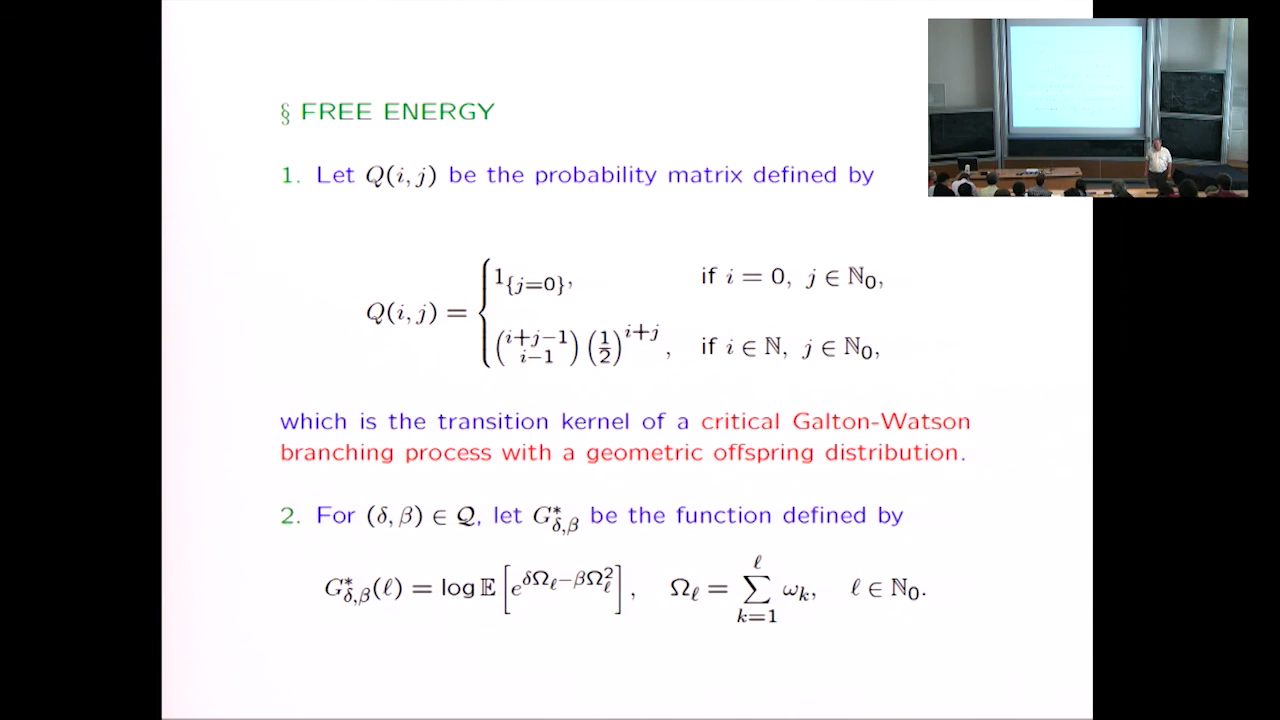 § FREE ENERGY
1. Let Q(i, j) be the probability matrix defined by
Q(i, j) = { 1_{j=0}, if i = 0, j ∈ ℕ₀,
\binom{i+j−1}{i−1} (1/2)^{i+j}, if i ∈ ℕ, j ∈ ℕ₀,
which is the transition kernel of a critical Galton-Watson
branching process with a geometric offspring distribution.
2. For (δ, β) ∈ 𝒬, let G*_{δ,β} be the function defined by
G*_{δ,β}(ℓ) = log 𝔼 [e^{δΩ_ℓ−βΩ_ℓ^2}], Ω_ℓ = ∑_{k=1}^{ℓ} ω_k, ℓ ∈ ℕ₀.